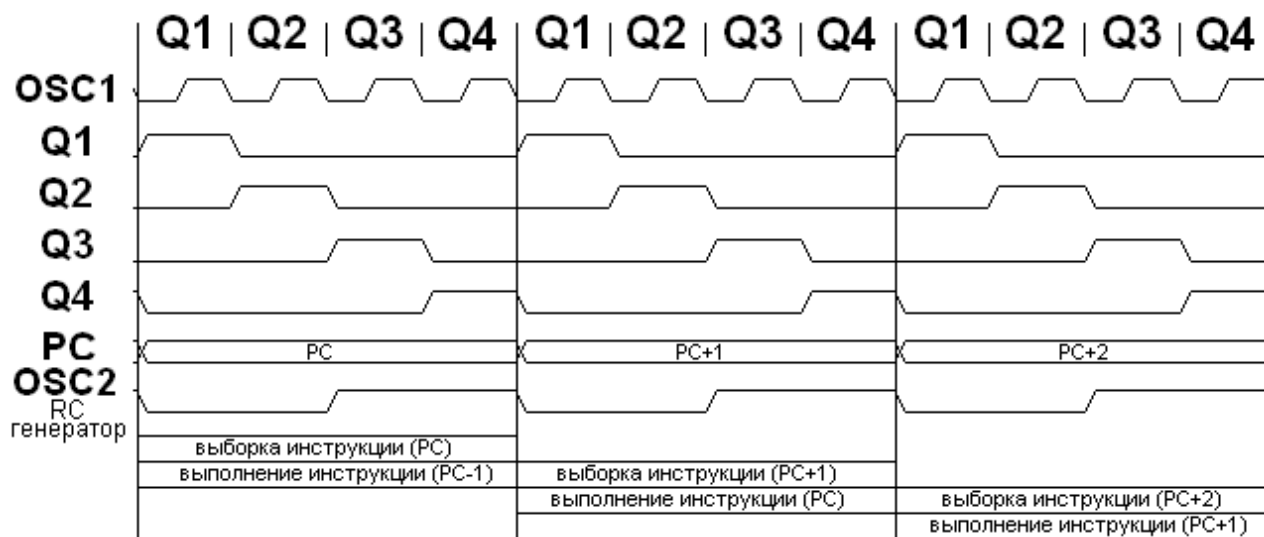 Q1 | Q2 | Q3 | Q4 | Q1 | Q2 | Q3 | Q4 | Q1 | Q2 | Q3 | Q4
OSC1
Q1
Q2
Q3
Q4
PC PC PC+1 PC+2
OSC2
RC
генератор
выборка инструкции (PC)
выполнение инструкции (PC-1) выборка инструкции (PC+1)
выполнение инструкции (PC) выборка инструкции (PC+2)
выполнение инструкции (PC+1)